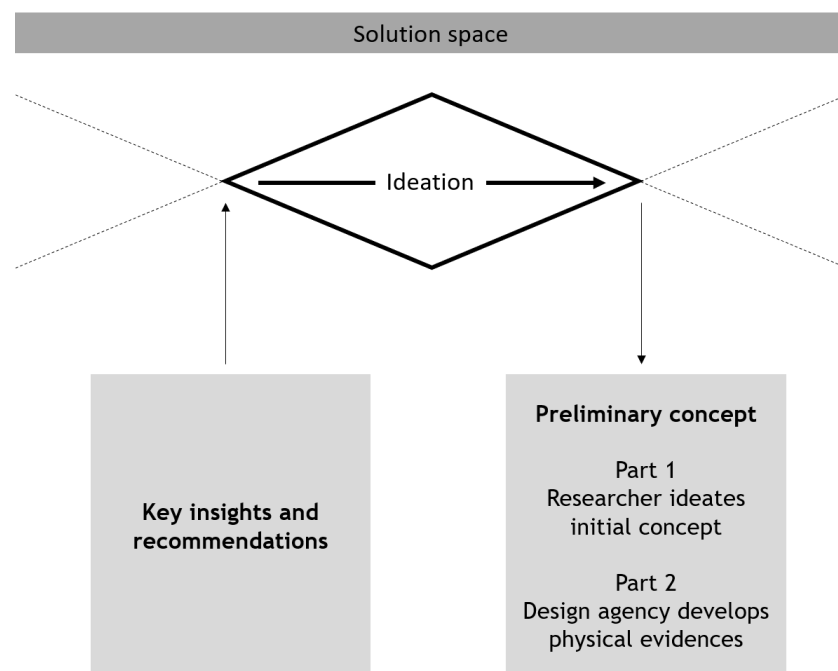 Solution space
Ideation
Key insights and
recommendations
Preliminary concept
Part 1
Researcher ideates
initial concept
Part 2
Design agency develops
physical evidences